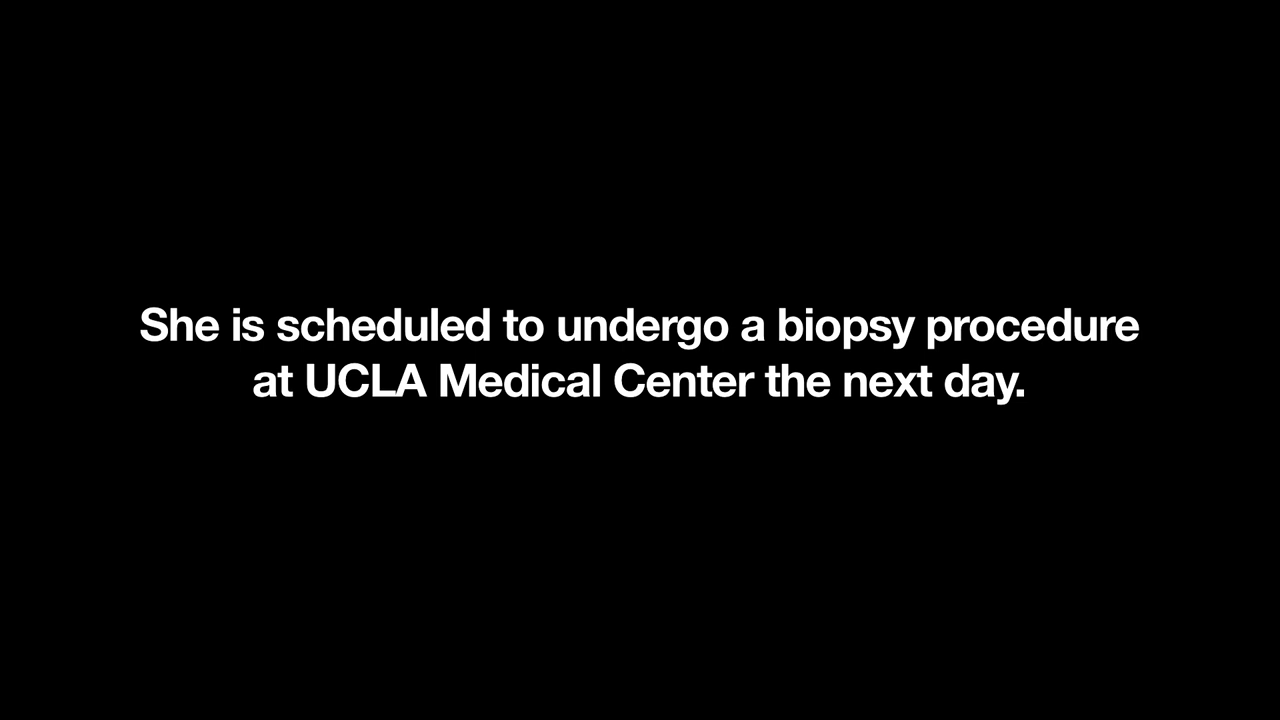 She is scheduled to undergo a biopsy procedure
at UCLA Medical Center the next day.